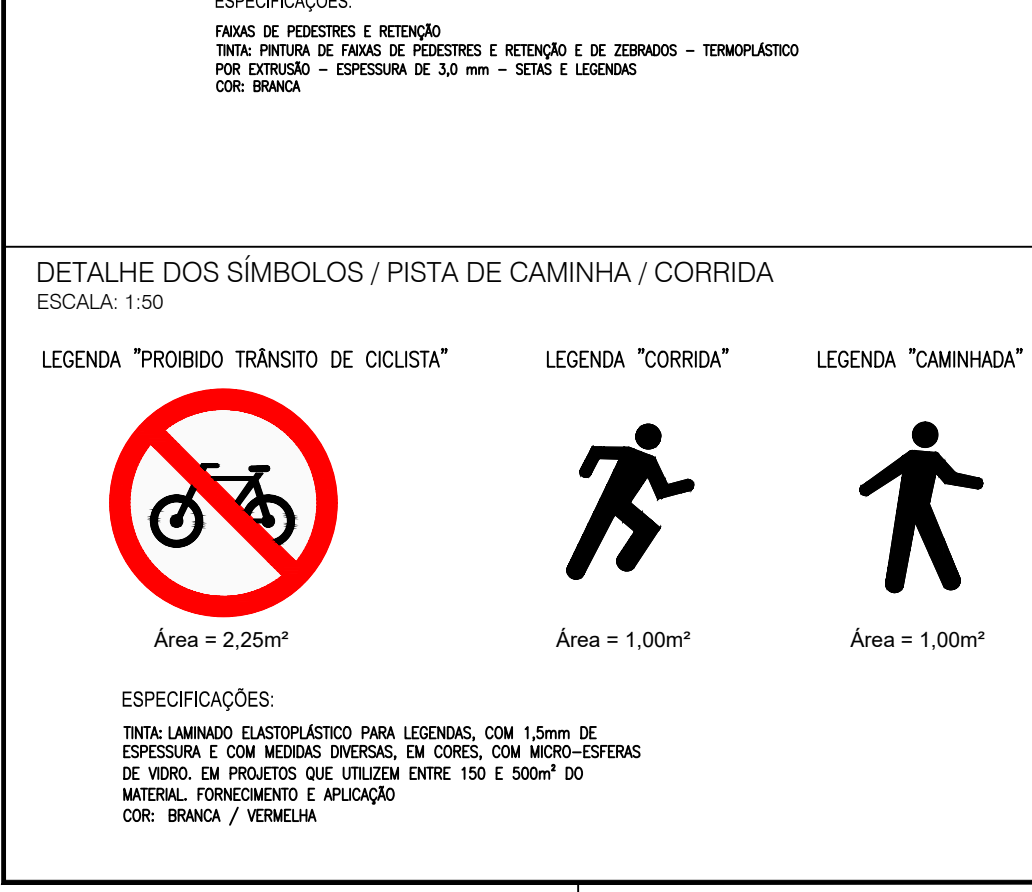 ESPECIFICAÇÕES:
FAIXAS DE PEDESTRES E RETENÇÃO
TINTA: PINTURA DE FAIXAS DE PEDESTRES E RETENÇÃO E DE ZEBRADOS – TERMOPLÁSTICO
POR EXTRUSÃO – ESPESSURA DE 3,0 mm – SETAS E LEGENDAS
COR: BRANCA
DETALHE DOS SÍMBOLOS / PISTA DE CAMINHA / CORRIDA
ESCALA: 1:50
LEGENDA "PROIBIDO TRÂNSITO DE CICLISTA"
LEGENDA "CORRIDA"
LEGENDA "CAMINHADA"
Área = 2,25m²
Área = 1,00m²
Área = 1,00m²
ESPECIFICAÇÕES:
TINTA: LAMINADO ELASTOPLÁSTICO PARA LEGENDAS, COM 1,5mm DE
ESPESSURA E COM MEDIDAS DIVERSAS, EM CORES, COM MICRO–ESFERAS
DE VIDRO. EM PROJETOS QUE UTILIZEM ENTRE 150 E 500m² DO
MATERIAL. FORNECIMENTO E APLICAÇÃO
COR: BRANCA / VERMELHA